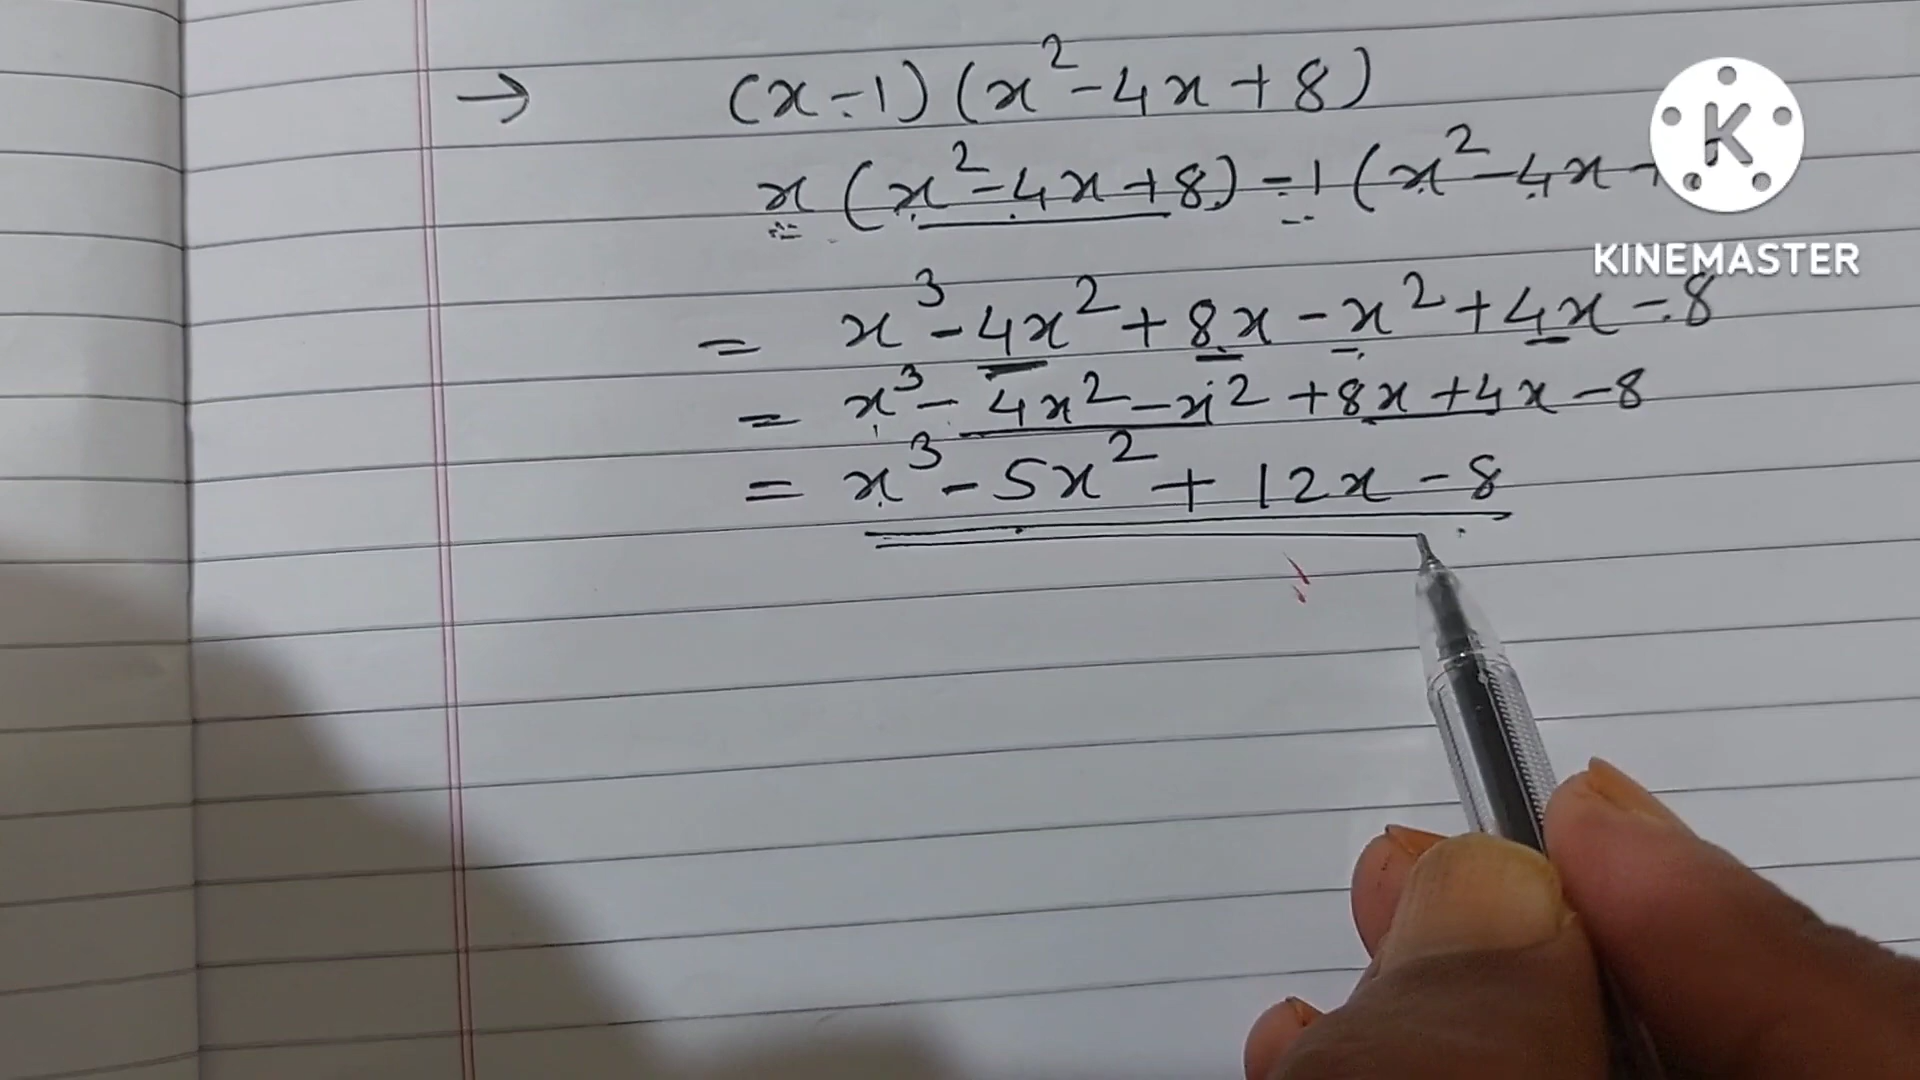 → (x-1)(x²-4x+8)
x(x²-4x+8)-1(x²-4x+
= x³-4x²+8x-x²+4x-8
= x³-4x²-x²+8x+4x-8
= x³-5x²+12x-8
K
KINEMASTER